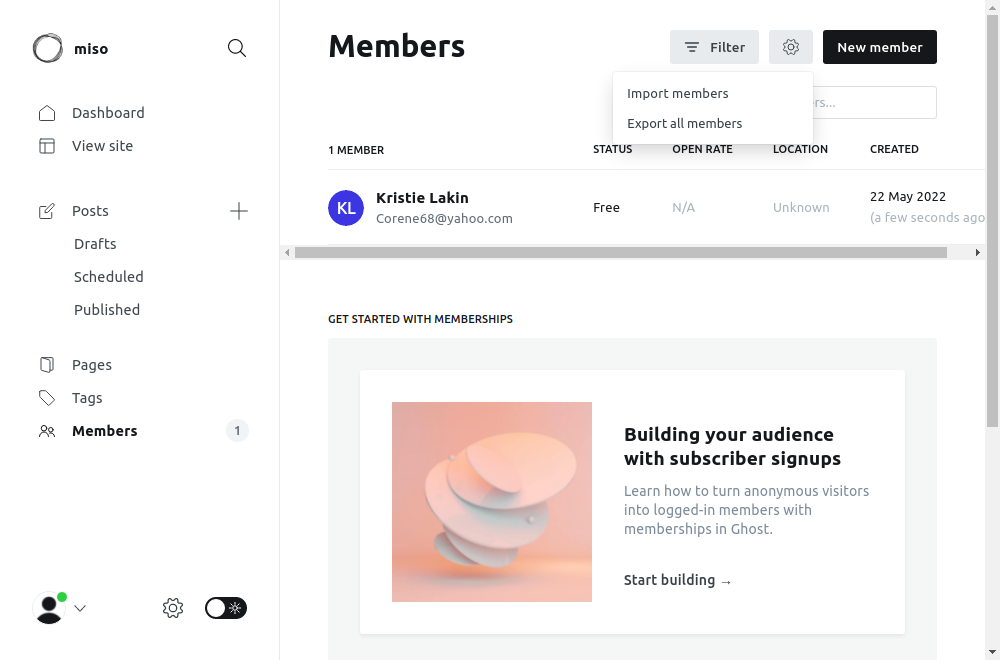 miso
Dashboard
View site
Posts
Drafts
Scheduled
Published
Pages
Tags
Members
1
Members
Filter
New member
Import members
Export all members
1 MEMBER
STATUS
OPEN RATE
LOCATION
CREATED
KL
Kristie Lakin
Corene68@yahoo.com
Free
N/A
Unknown
22 May 2022
(a few seconds ago
GET STARTED WITH MEMBERSHIPS
Building your audience
with subscriber signups
Learn how to turn anonymous visitors
into logged-in members with
memberships in Ghost.
Start building →